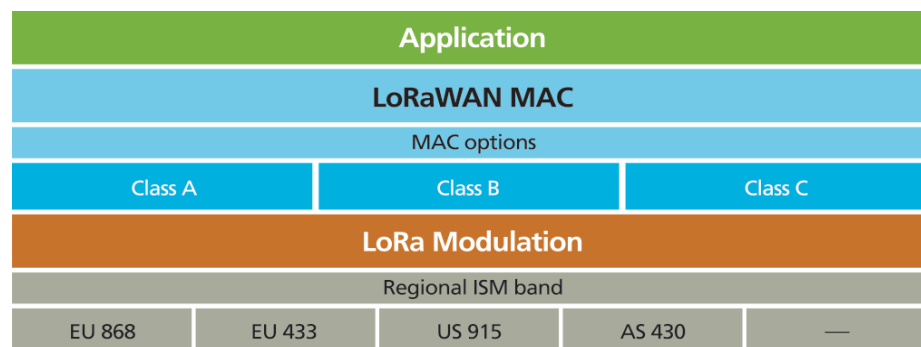 Application
LoRaWAN MAC
MAC options
Class A Class B Class C
LoRa Modulation
Regional ISM band
EU 868 EU 433 US 915 AS 430 —